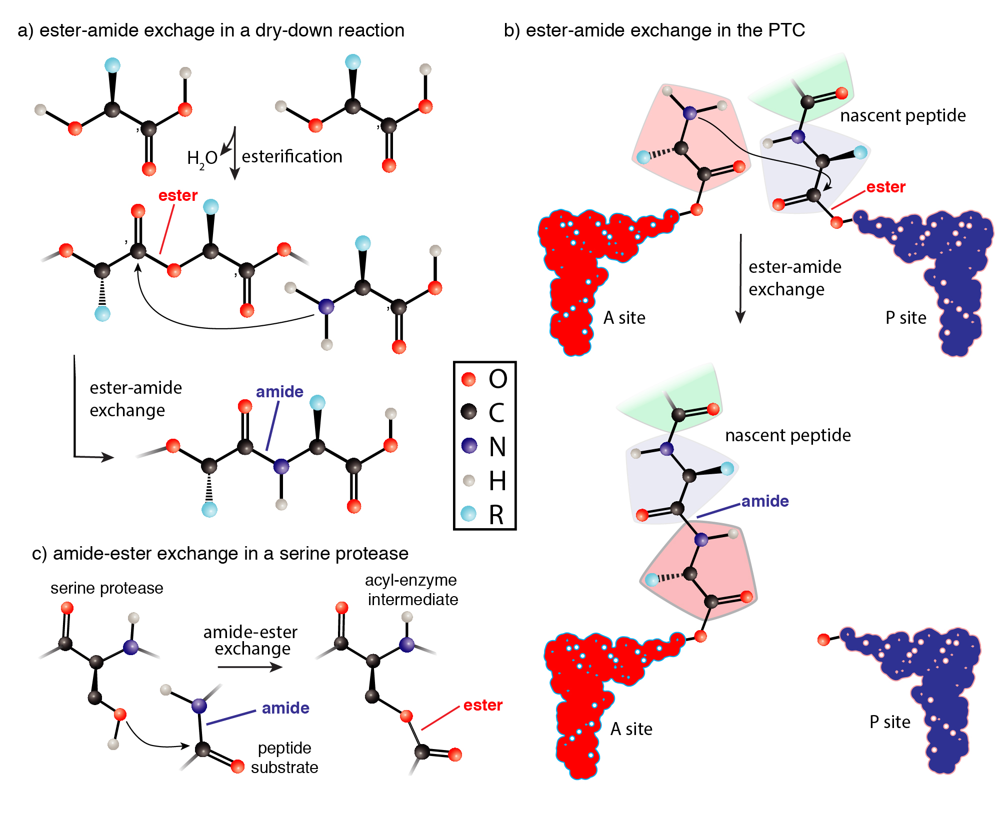 a) ester-amide exchage in a dry-down reaction
H2O
esterification
ester
ester-amide
exchange
amide
O
C
N
H
R
b) ester-amide exchange in the PTC
nascent peptide
ester
ester-amide
exchange
A site
P site
nascent peptide
amide
A site
P site
c) amide-ester exchange in a serine protease
serine protease
amide-ester
exchange
acyl-enzyme
intermediate
amide
peptide
substrate
ester